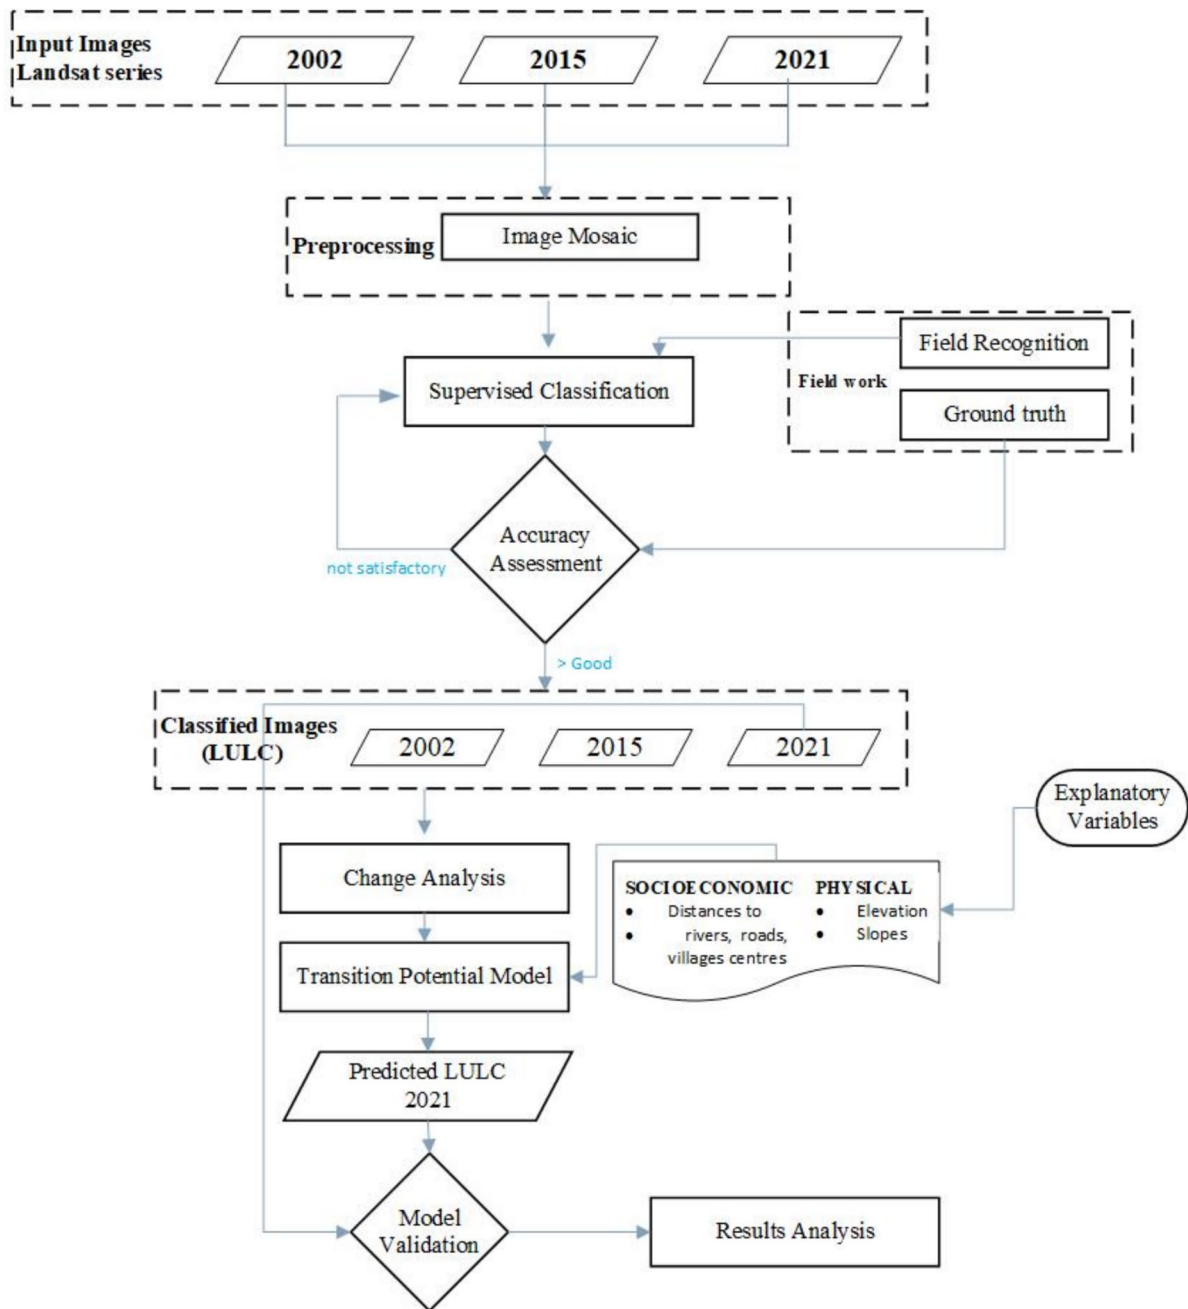 Input Images
Landsat series
2002
2015
2021
Preprocessing
Image Mosaic
Field Recognition
Field work
Ground truth
Supervised Classification
Accuracy
Assessment
not satisfactory
> Good
Classified Images
(LULC)
2002
2015
2021
Explanatory
Variables
Change Analysis
SOCIOECONOMIC
• Distances to
• rivers, roads,
villages centres
PHYSICAL
• Elevation
• Slopes
Transition Potential Model
Predicted LULC
2021
Model
Validation
Results Analysis